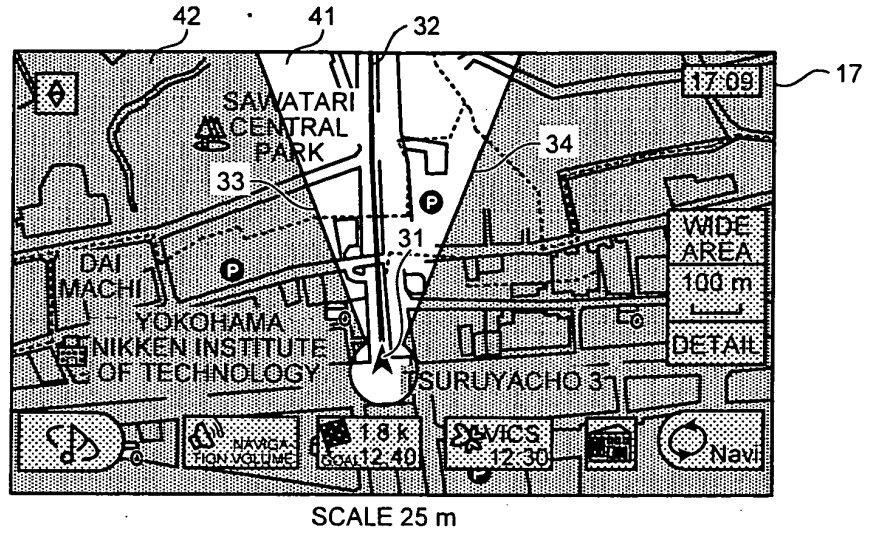 42
41
32
17:09
17
SAWATARI
CENTRAL
PARK
34
33
P
31
WIDE
AREA
100 m
DETAIL
P
DAI
MACHI
YOKOHAMA
NIKKEN INSTITUTE
OF TECHNOLOGY
TSURUYACHO 3
NAVIGA-
TION VOLUME
1.8 k
GOAL 12:40
VICS
12:30
P
Navi
SCALE 25 m